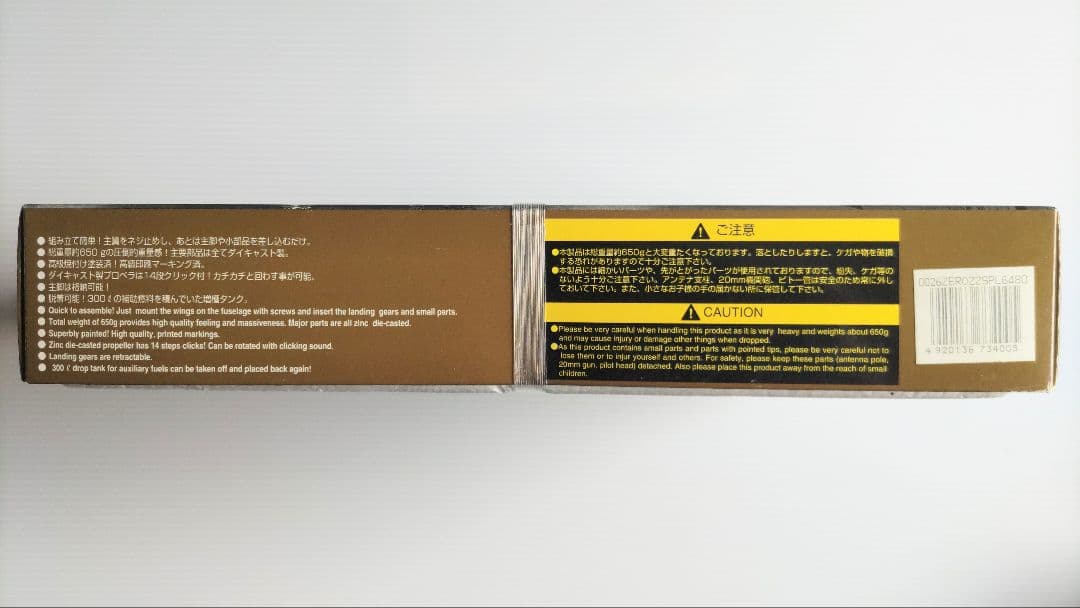 ●組み立て簡単！主翼をネジ止めし、あとは主脚や小部品を差し込むだけ。
●総重量約650gの圧倒的重量感！主要部品は全てダイキャスト製。
●高級焼付け塗装済！高級印刷マーキング済。
●ダイキャスト製プロペラは14段クリック付！カチカチと回わす事が可能。
●主脚は格納可能！
●脱着可能！300ℓの補助燃料を積んでいた増槽タンク。
●Quick to assemble! Just mount the wings on the fuselage with screws and insert the landing gears and small parts.
●Total weight of 650g provides high quality feeling and massiveness. Major parts are all zinc die-casted.
●Superbly painted! High quality, printed markings.
●Zinc die-casted propeller has 14 steps clicks! Can be rotated with clicking sound.
●Landing gears are retractable.
●300ℓ drop tank for auxiliary fuels can be taken off and placed back again!
ご注意
●本製品は総重量約650gと大変重たくなっております。落としたりしますと、ケガや物を破損
する恐れがありますので十分ご注意下さい。
●本製品には細かいパーツや、先がとがったパーツが使用されておりますので、紛失、ケガ等の
ないよう十分ご注意下さい。アンテナ支柱、20mm機関砲、ピトー管は安全のため常に外し
ておいて下さい。また、小さなお子様の手の届かない所に保管して下さい。
CAUTION
●Please be very careful when handling this product as it is very heavy and weights about 650g
and may cause injury or damage other things when dropped.
●As this product contains small parts and parts with pointed tips, please be very careful not to
lose them or to injur yourself and others. For safety, please keep these parts (antenna pole,
20mm gun, pilot head) detached. Also please place this product away from the reach of small
children.
00262ER0225PL6480
4 920136 734005